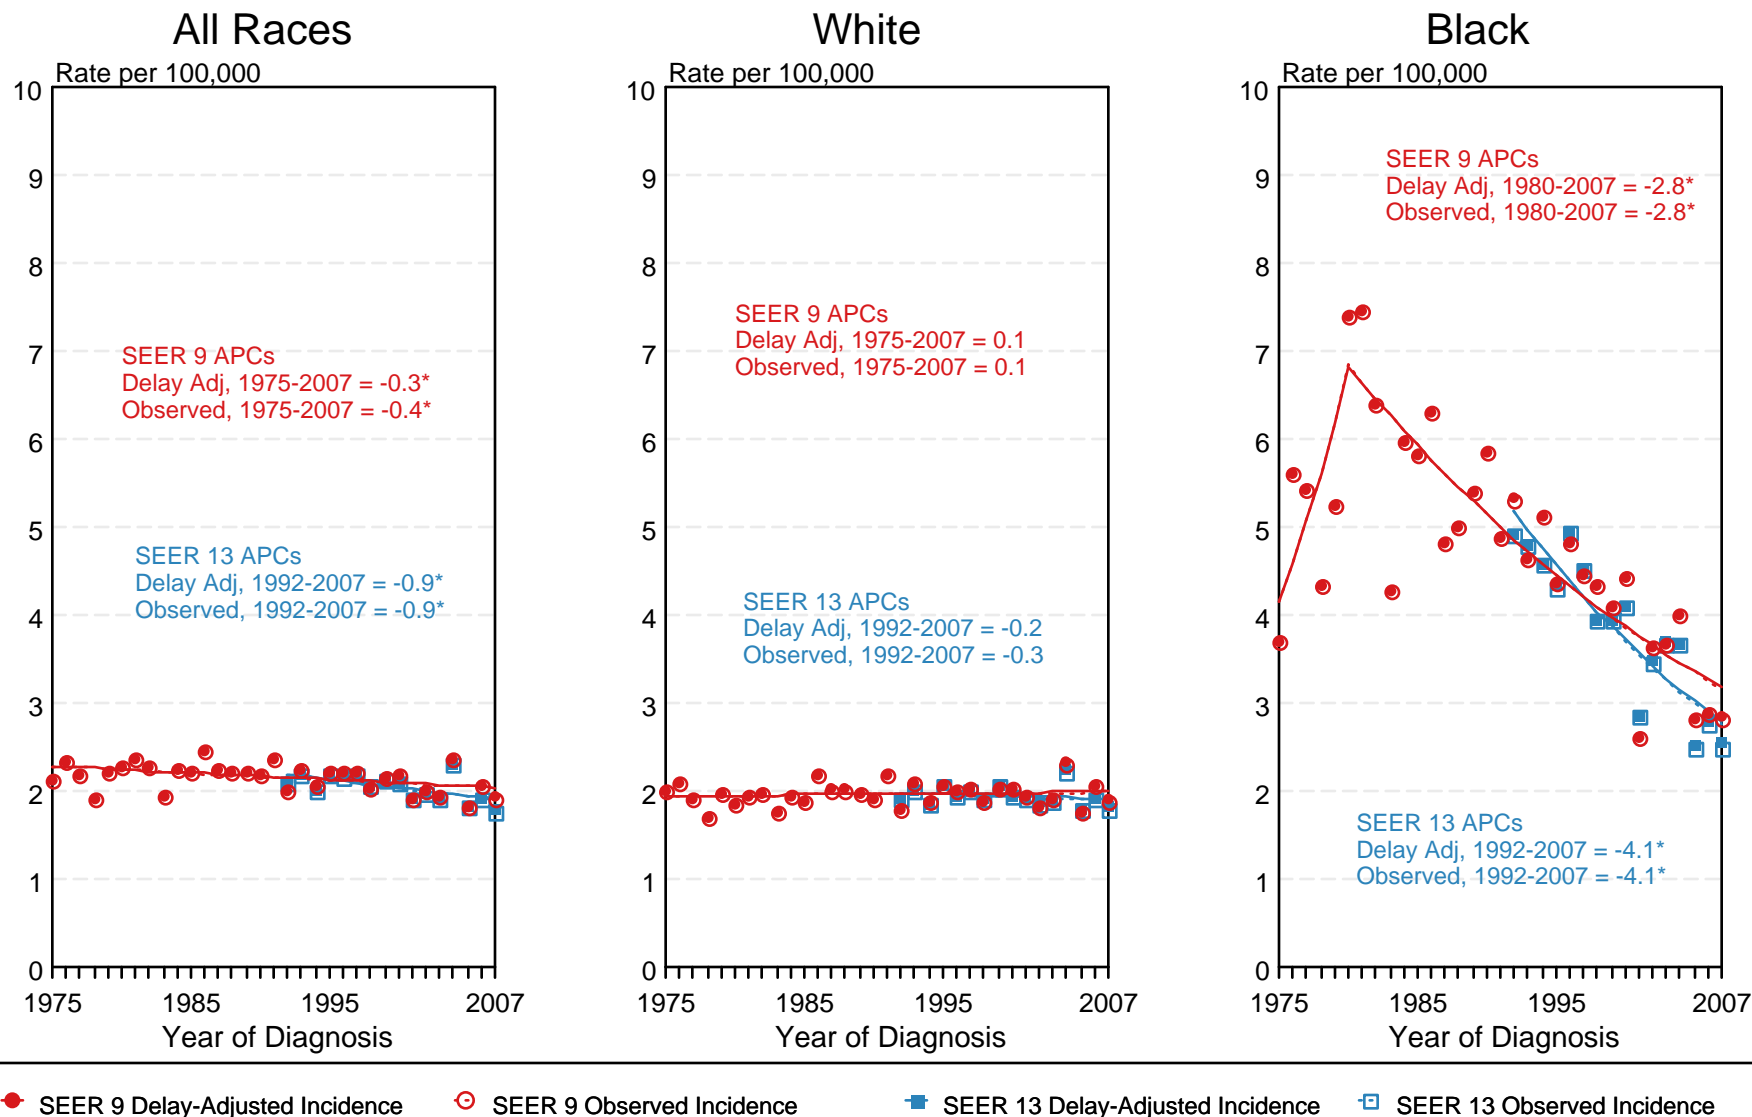 All Races
Rate per 100,000
10
9
8
7
6
5
4
3
2
1
0
SEER 9 APCs
Delay Adj, 1975-2007 = -0.3*
Observed, 1975-2007 = -0.4*
SEER 13 APCs
Delay Adj, 1992-2007 = -0.9*
Observed, 1992-2007 = -0.9*
1975 1985 1995 2007
Year of Diagnosis
White
Rate per 100,000
10
9
8
7
6
5
4
3
2
1
0
SEER 9 APCs
Delay Adj, 1975-2007 = 0.1
Observed, 1975-2007 = 0.1
SEER 13 APCs
Delay Adj, 1992-2007 = -0.2
Observed, 1992-2007 = -0.3
1975 1985 1995 2007
Year of Diagnosis
Black
Rate per 100,000
10
9
8
7
6
5
4
3
2
1
0
SEER 9 APCs
Delay Adj, 1980-2007 = -2.8*
Observed, 1980-2007 = -2.8*
SEER 13 APCs
Delay Adj, 1992-2007 = -4.1*
Observed, 1992-2007 = -4.1*
1975 1985 1995 2007
Year of Diagnosis
SEER 9 Delay-Adjusted Incidence SEER 9 Observed Incidence SEER 13 Delay-Adjusted Incidence SEER 13 Observed Incidence